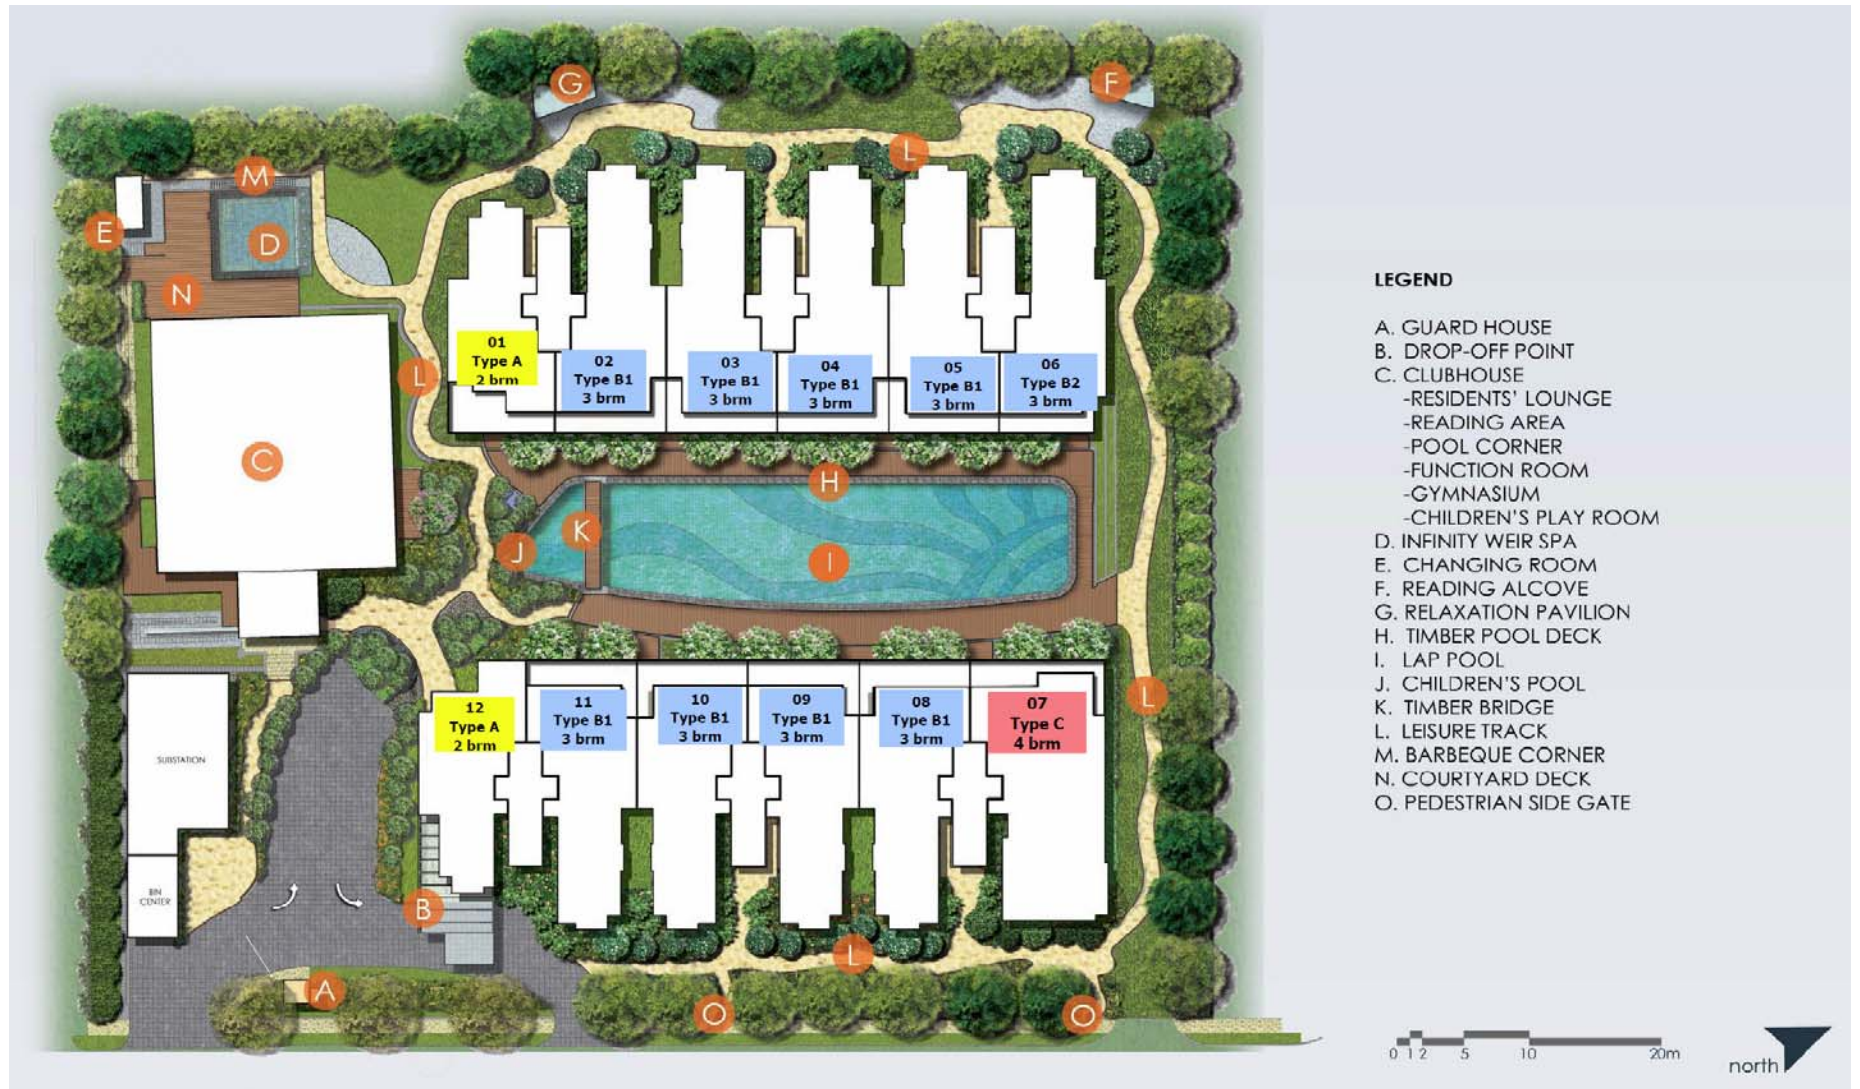 G
F
L
M
E
D
N
01
Type A
2 brm
02
Type B1
3 brm
03
Type B1
3 brm
04
Type B1
3 brm
05
Type B1
3 brm
06
Type B2
3 brm
L
C
H
K
J
I
12
Type A
2 brm
11
Type B1
3 brm
10
Type B1
3 brm
09
Type B1
3 brm
08
Type B1
3 brm
07
Type C
4 brm
L
SUBSTATION
BIN
CENTER
B
L
A
O
O
LEGEND
A. GUARD HOUSE
B. DROP-OFF POINT
C. CLUBHOUSE
-RESIDENTS' LOUNGE
-READING AREA
-POOL CORNER
-FUNCTION ROOM
-GYMNASIUM
-CHILDREN'S PLAY ROOM
D. INFINITY WEIR SPA
E. CHANGING ROOM
F. READING ALCOVE
G. RELAXATION PAVILION
H. TIMBER POOL DECK
I. LAP POOL
J. CHILDREN'S POOL
K. TIMBER BRIDGE
L. LEISURE TRACK
M. BARBEQUE CORNER
N. COURTYARD DECK
O. PEDESTRIAN SIDE GATE
0 1 2 5 10 20m
north